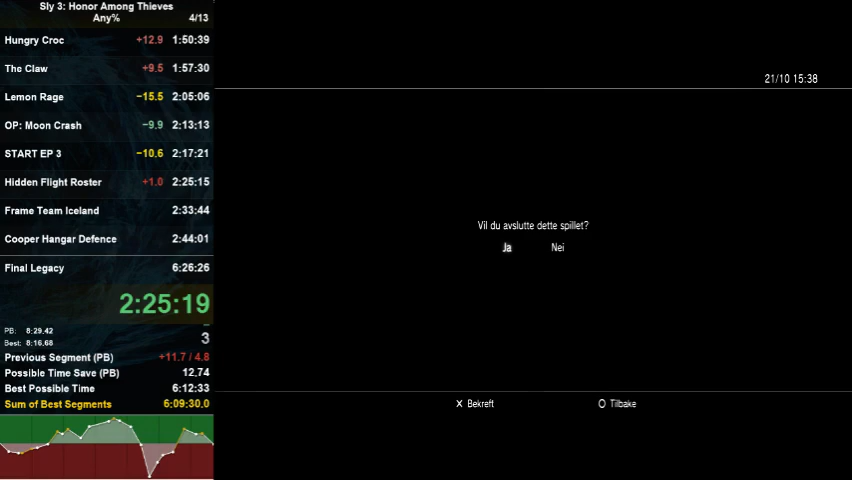 Sly 3: Honor Among Thieves
Any% 4/13
Hungry Croc +12.9 1:50:39
The Claw +9.5 1:57:30
Lemon Rage −15.5 2:05:06
OP: Moon Crash −9.9 2:13:13
START EP 3 −10.6 2:17:21
Hidden Flight Roster +1.0 2:25:15
Frame Team Iceland 2:33:44
Cooper Hangar Defence 2:44:01
Final Legacy 6:26:26
2:25:19
PB: 8:29.42
Best: 8:16.68
3
Previous Segment (PB) +11.7 / 4.8
Possible Time Save (PB) 12.74
Best Possible Time 6:12:33
Sum of Best Segments 6:09:30.0
21/10 15:38
Vil du avslutte dette spillet?
Ja Nei
X Bekreft O Tilbake